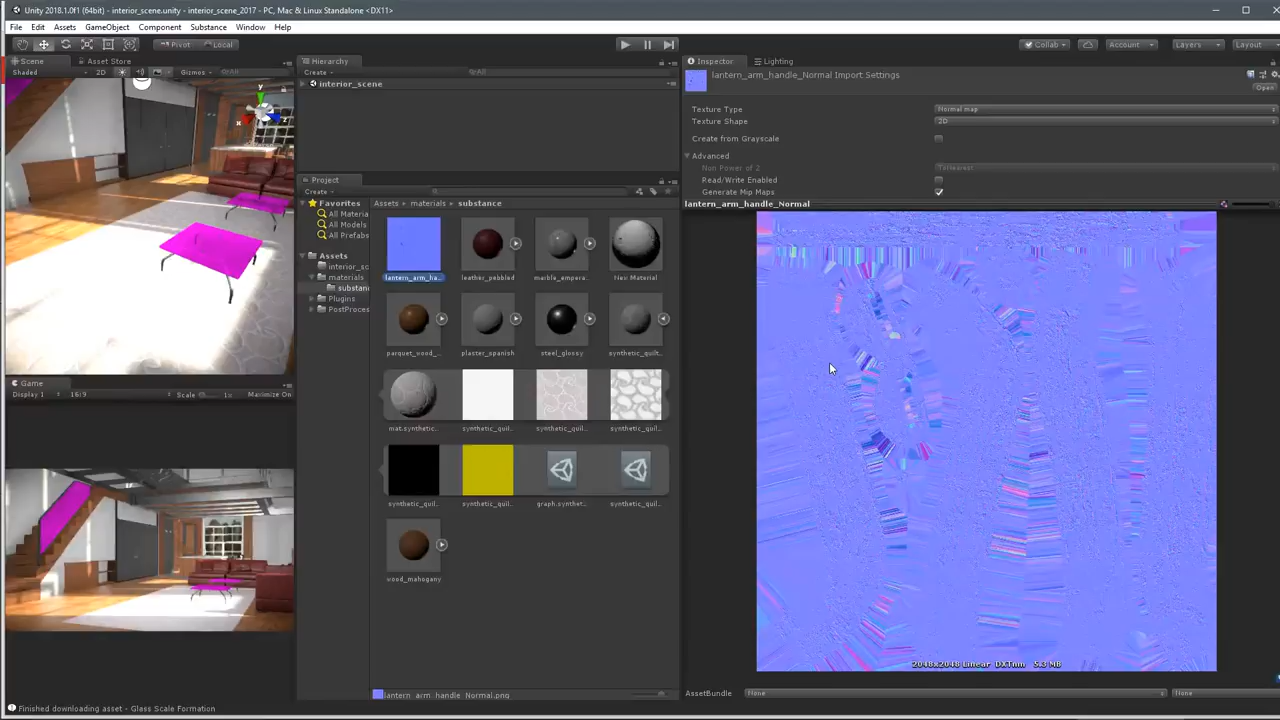 Unity 2018.1.0f1 (64bit) - interior_scene.unity - interior_scene_2017 - PC, Mac & Linux Standalone <DX11>
File Edit Assets GameObject Component Substance Window Help
Pivot Local Collab Account Layers Layout
Scene Asset Store
Shaded 2D Gizmos All
Hierarchy
Create All
interior_scene
Project
Create
Favorites
All Materia
All Models
All Prefabs
Assets
interior_sc
materials
substanc
Plugins
PostProces
Assets materials substance
lantern_arm_ha... leather_pebbled marble_ampera... New Material
parquet_wood_... plaster_spanish steel_glossy synthetic_quilt...
mat.synthetic... synthetic_quil... synthetic_quil... synthetic_quil...
synthetic_quil... synthetic_quil... graph.synthet... synthetic_quil...
wood_mahogany
lantern_arm_handle_Normal.png
Game
Display 1 16:9 Scale 1x Maximize On
Inspector Lighting
lantern_arm_handle_Normal Import Settings
Open
Texture Type Normal map
Texture Shape 2D
Create from Grayscale
Advanced
Non Power of 2 ToNearest
Read/Write Enabled
Generate Mip Maps
lantern_arm_handle_Normal
2048x2048 Linear DXTnm 5.3 MB
AssetBundle None None
Finished downloading asset - Glass Scale Formation